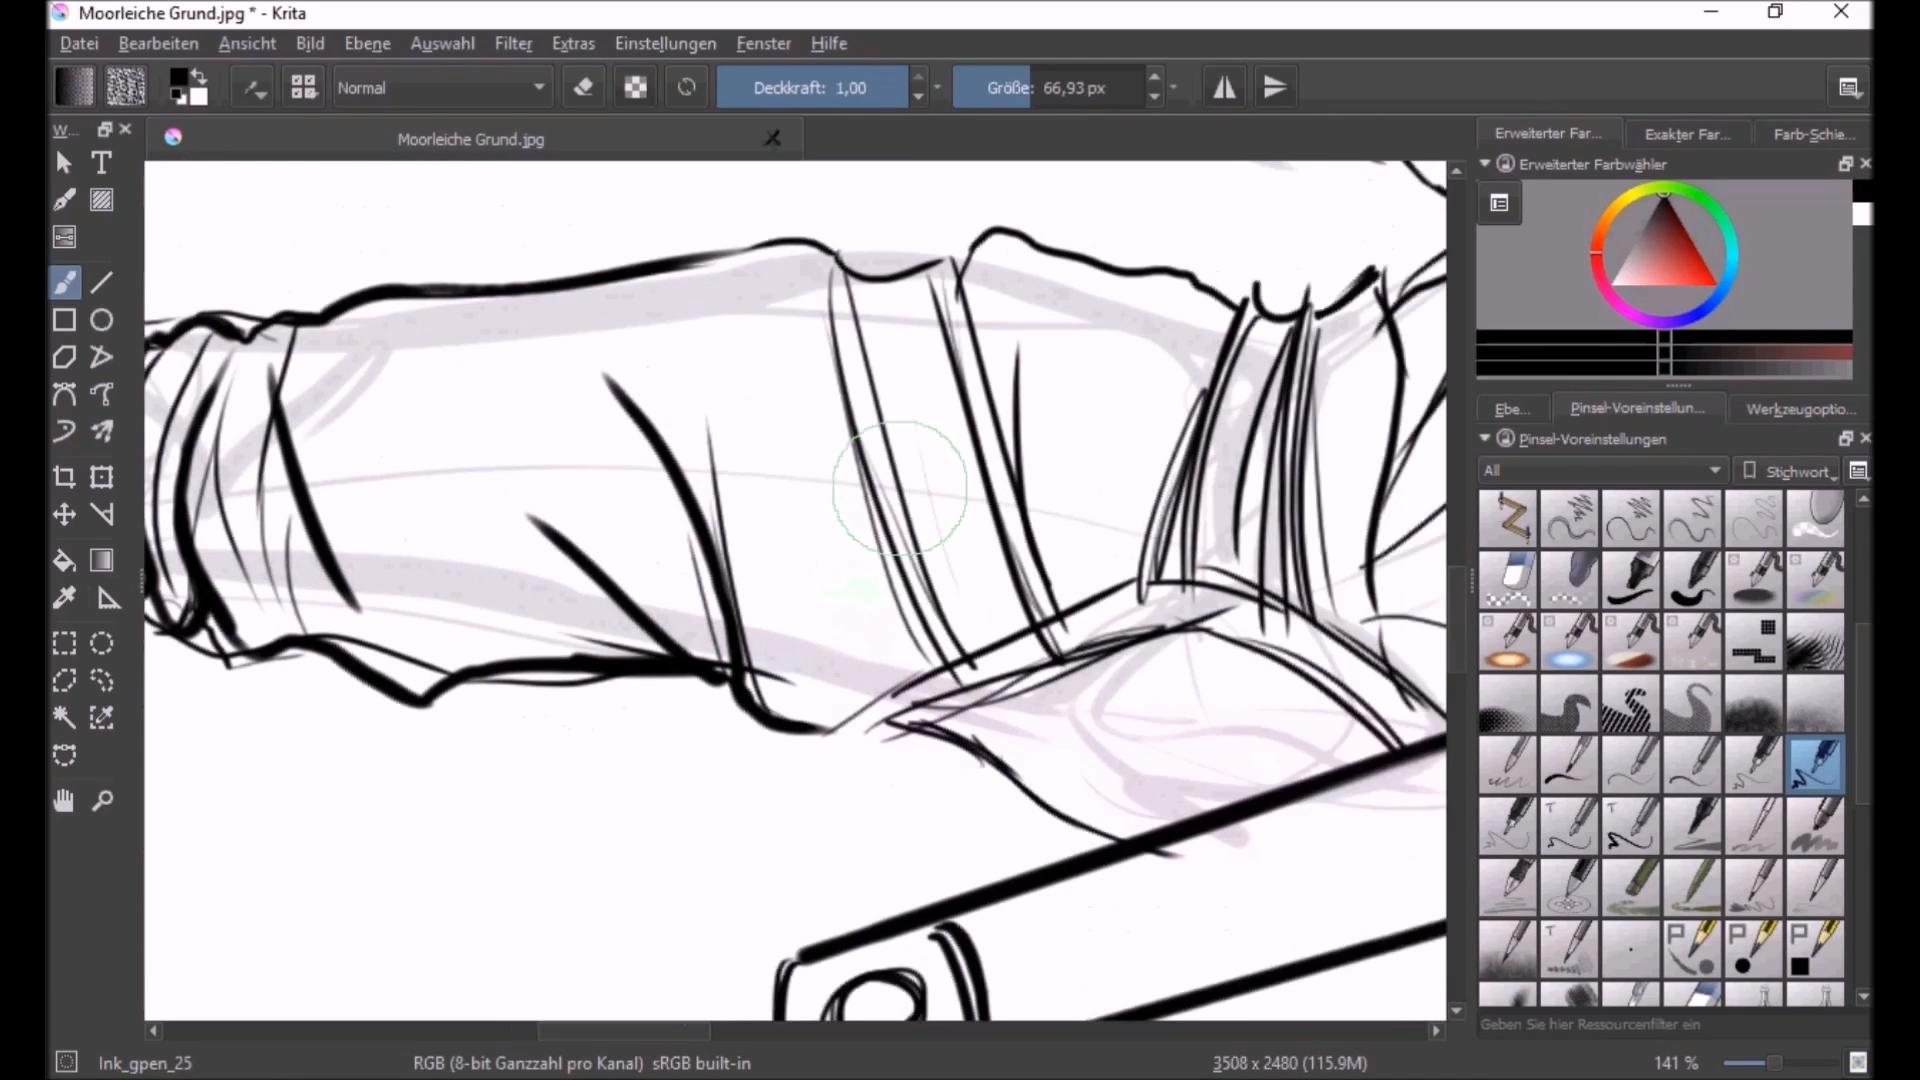 Moorleiche Grund.jpg * - Krita
Datei Bearbeiten Ansicht Bild Ebene Auswahl Filter Extras Einstellungen Fenster Hilfe
Normal Deckkraft: 1,00 Größe: 66,93 px
W... Moorleiche Grund.jpg Erweiterter Far... Exakter Far... Farb-Schie...
Erweiterter Farbwähler
Ebe... Pinsel-Voreinstellun... Werkzeugoptio...
Pinsel-Voreinstellungen
All Stichwort
T T
T P P P
Geben Sie hier Ressourcenfilter ein
Ink_gpen_25 RGB (8-bit Ganzzahl pro Kanal) sRGB built-in 3508 x 2480 (115.9M) 141 %